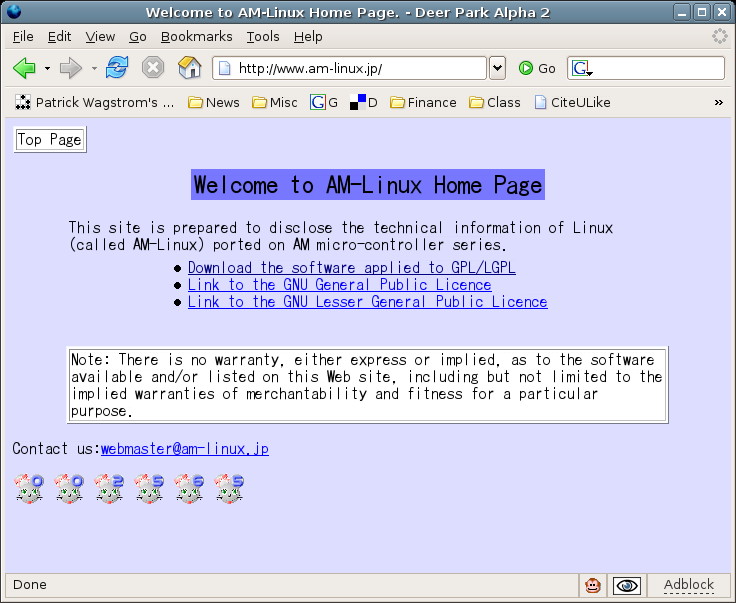 Welcome to AM-Linux Home Page. - Deer Park Alpha 2
File Edit View Go Bookmarks Tools Help
http://www.am-linux.jp/ Go G
Patrick Wagstrom's ... News Misc G G D Finance Class CiteULike »
Top Page
Welcome to AM-Linux Home Page
This site is prepared to disclose the technical information of Linux
(called AM-Linux) ported on AM micro-controller series.
Download the software applied to GPL/LGPL
Link to the GNU General Public Licence
Link to the GNU Lesser General Public Licence
Note: There is no warranty, either express or implied, as to the software
available and/or listed on this Web site, including but not limited to the
implied warranties of merchantability and fitness for a particular
purpose.
Contact us:webmaster@am-linux.jp
0 0 2 5 6 5
Done Adblock